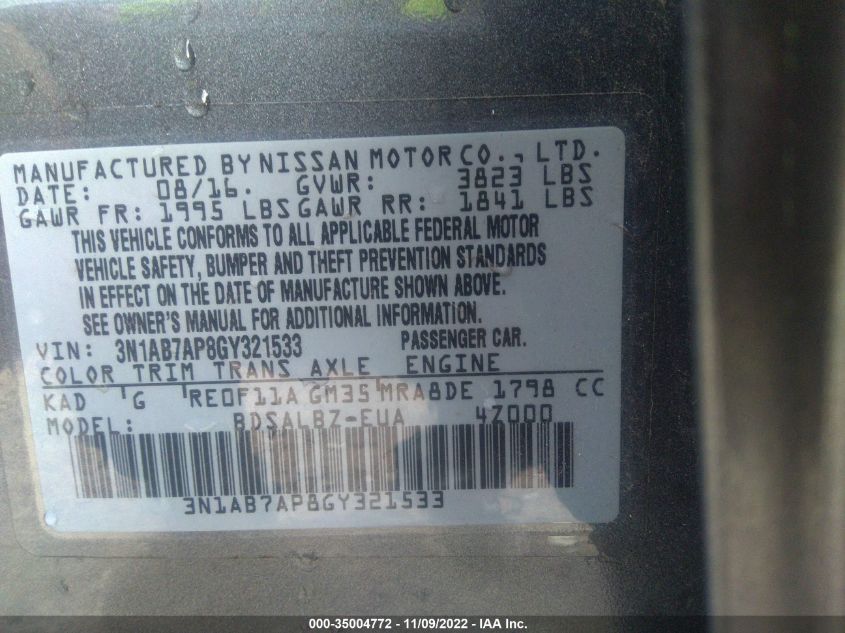 MANUFACTURED BY NISSAN MOTOR CO., LTD.
DATE: 08/16. GVWR: 3823 LBS
GAWR FR: 1995 LBS GAWR RR: 1841 LBS
THIS VEHICLE CONFORMS TO ALL APPLICABLE FEDERAL MOTOR
VEHICLE SAFETY, BUMPER AND THEFT PREVENTION STANDARDS
IN EFFECT ON THE DATE OF MANUFACTURE SHOWN ABOVE.
SEE OWNER'S MANUAL FOR ADDITIONAL INFORMATION.
VIN: 3N1AB7AP8GY321533 PASSENGER CAR.
COLOR TRIM TRANS AXLE ENGINE
KAD G RE0F11A GM35 MRA8DE 1798 CC
MODEL: BDSALBZ-EUA 4Z000
3N1AB7AP8GY321533
000-35004772 - 11/09/2022 - IAA Inc.